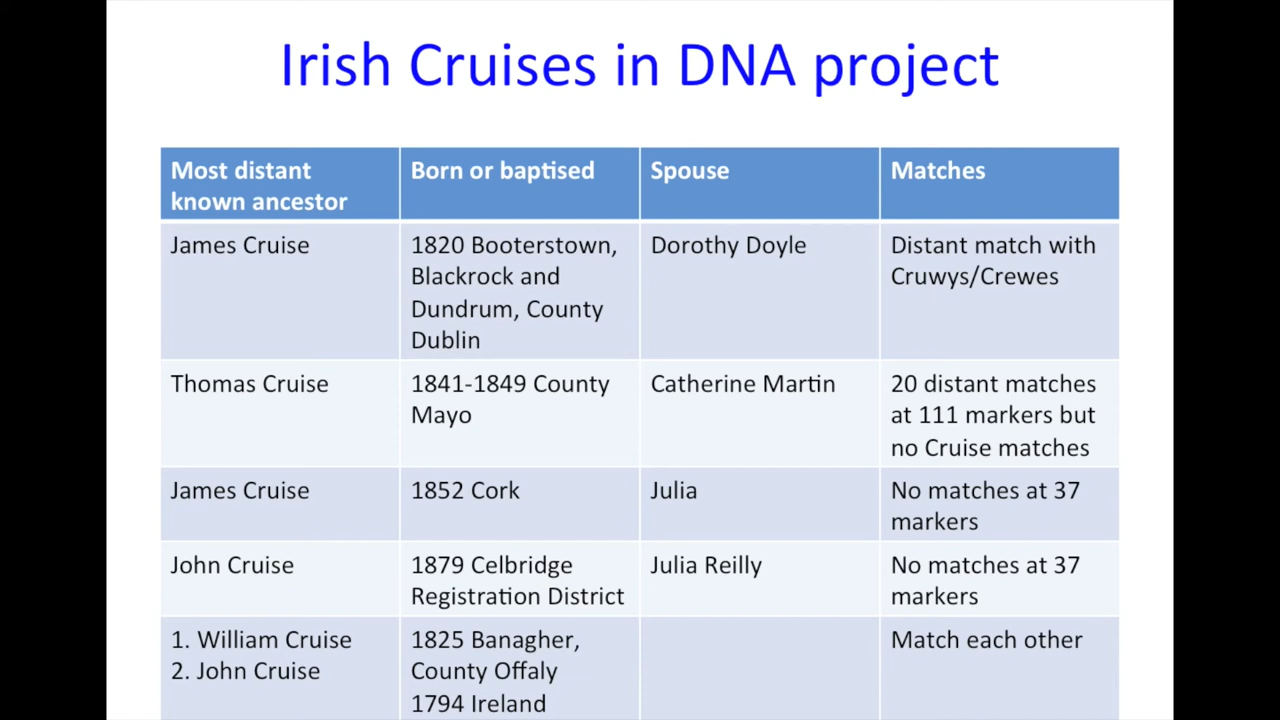 Irish Cruises in DNA project
Most distant
known ancestor
Born or baptised
Spouse
Matches
James Cruise
1820 Booterstown,
Blackrock and
Dundrum, County
Dublin
Dorothy Doyle
Distant match with
Cruwys/Crewes
Thomas Cruise
1841-1849 County
Mayo
Catherine Martin
20 distant matches
at 111 markers but
no Cruise matches
James Cruise
1852 Cork
Julia
No matches at 37
markers
John Cruise
1879 Celbridge
Registration District
Julia Reilly
No matches at 37
markers
1. William Cruise
2. John Cruise
1825 Banagher,
County Offaly
1794 Ireland
Match each other